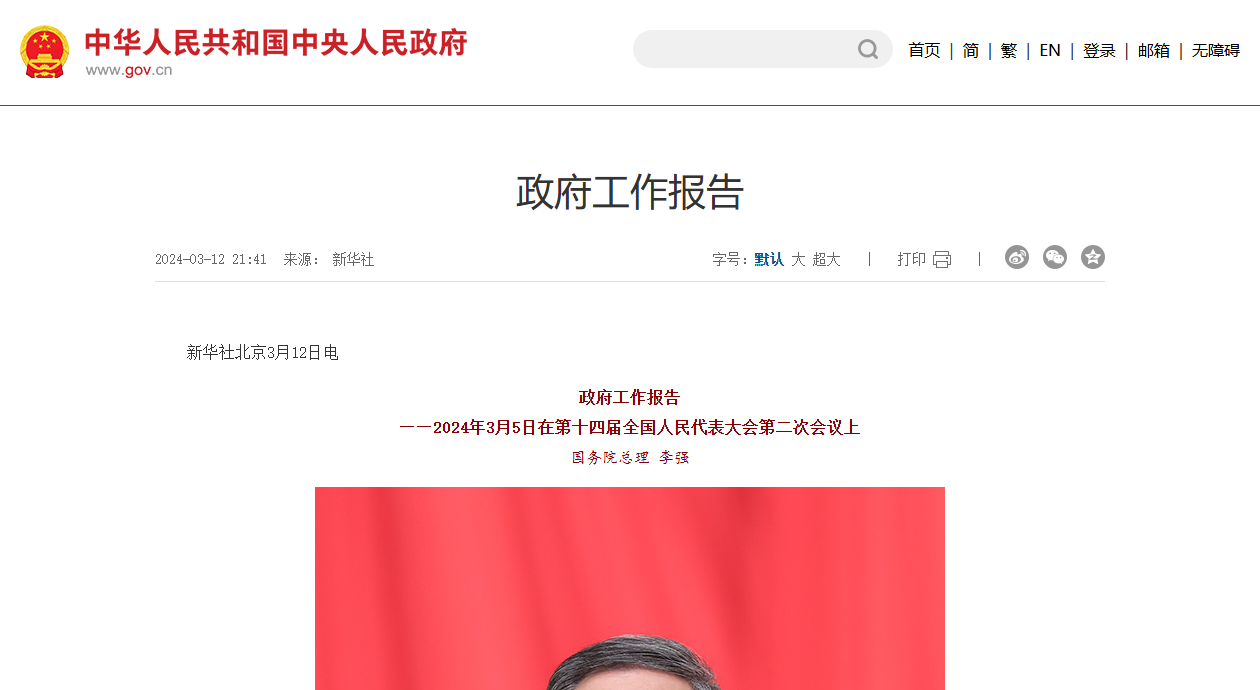 中华人民共和国中央人民政府
www.gov.cn
首页 | 简 | 繁 | EN | 登录 | 邮箱 | 无障碍
政府工作报告
2024-03-12 21:41 来源： 新华社
字号：默认 大 超大 | 打印 |
新华社北京3月12日电
政府工作报告
——2024年3月5日在第十四届全国人民代表大会第二次会议上
国务院总理 李强